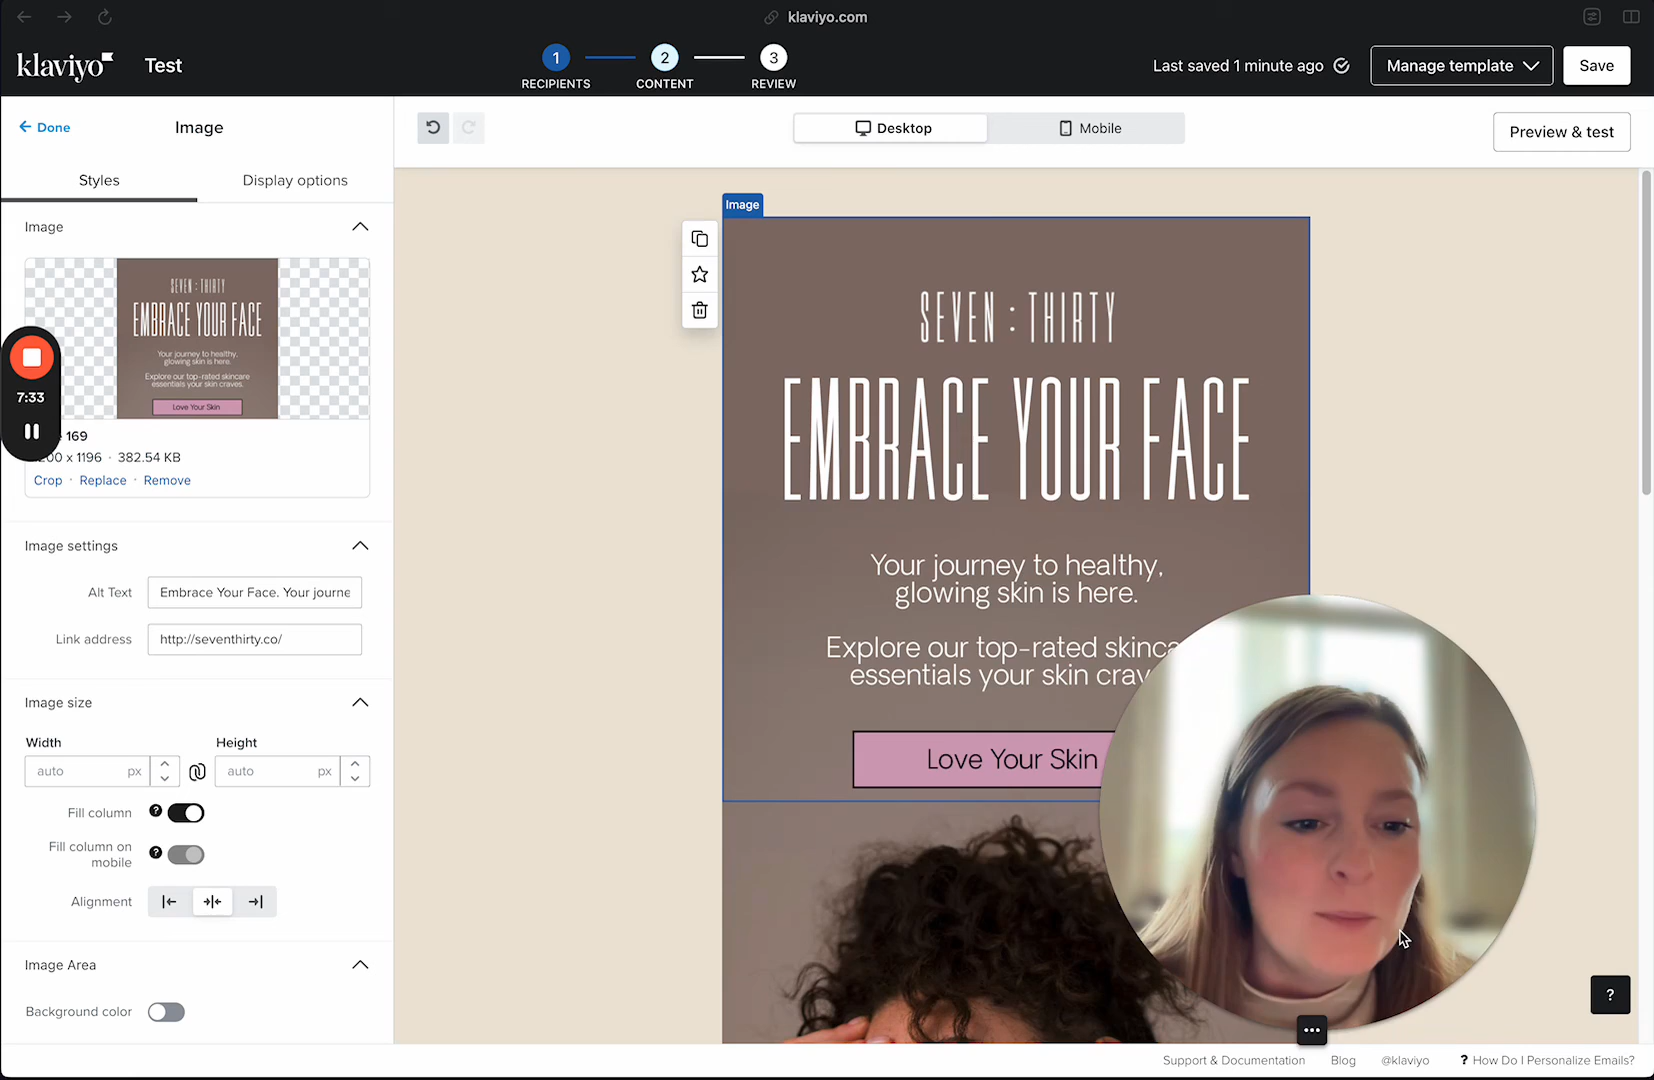 klaviyo.com
klaviyo
Test
1
2
3
RECIPIENTS
CONTENT
REVIEW
Last saved 1 minute ago
Manage template
Save
Done
Image
Desktop
Mobile
Preview & test
Styles
Display options
Image
Image
SEVEN : THIRTY
EMBRACE YOUR FACE
Your journey to healthy,
glowing skin is here.
Explore our top-rated skincare
essentials your skin craves.
Love Your Skin
7:33
169
00 x 1196 · 382.54 KB
Crop · Replace · Remove
SEVEN : THIRTY
EMBRACE YOUR FACE
Your journey to healthy,
glowing skin is here.
Explore our top-rated skinca
essentials your skin crav
Love Your Skin
Image settings
Alt Text
Embrace Your Face. Your journe
Link address
http://seventhirty.co/
Image size
Width
Height
auto px
auto px
Fill column ?
Fill column on
mobile ?
Alignment
Image Area
Background color
?
Support & Documentation
Blog
@klaviyo
? How Do I Personalize Emails?